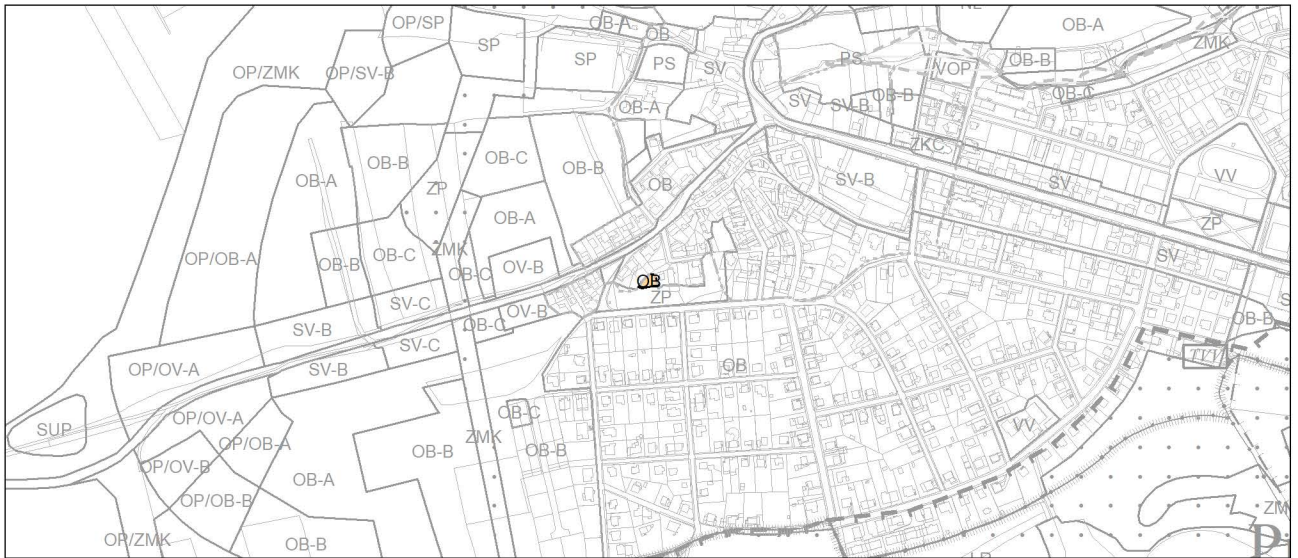 OP/SP
OB-A
OB
OB-A
SP
SP
PS
SV
PS
VOP
OB-B
ZMK
OP/ZMK
OP/SV-B
OB-A
SV
SV-B
OB-B
OB-C
OB-B
OB-C
OB-B
ZKC
OB-A
ZP
OB
SV-B
SV
VV
OB-A
ZP
OP/OB-A
OB-B
OB-C
ZMK
OB-C
OV-B
SV
OB
ZP
SV-C
OV-B
SV-B
OB-C
OB-B
SV-C
OP/OV-A
SV-B
OB
TVV
OP/OV-A
SUP
OP/OB-A
OB-C
VV
ZMK
OB-B
OB-B
OP/OV-B
OB-A
OP/OB-B
OP/ZMK
OB-B